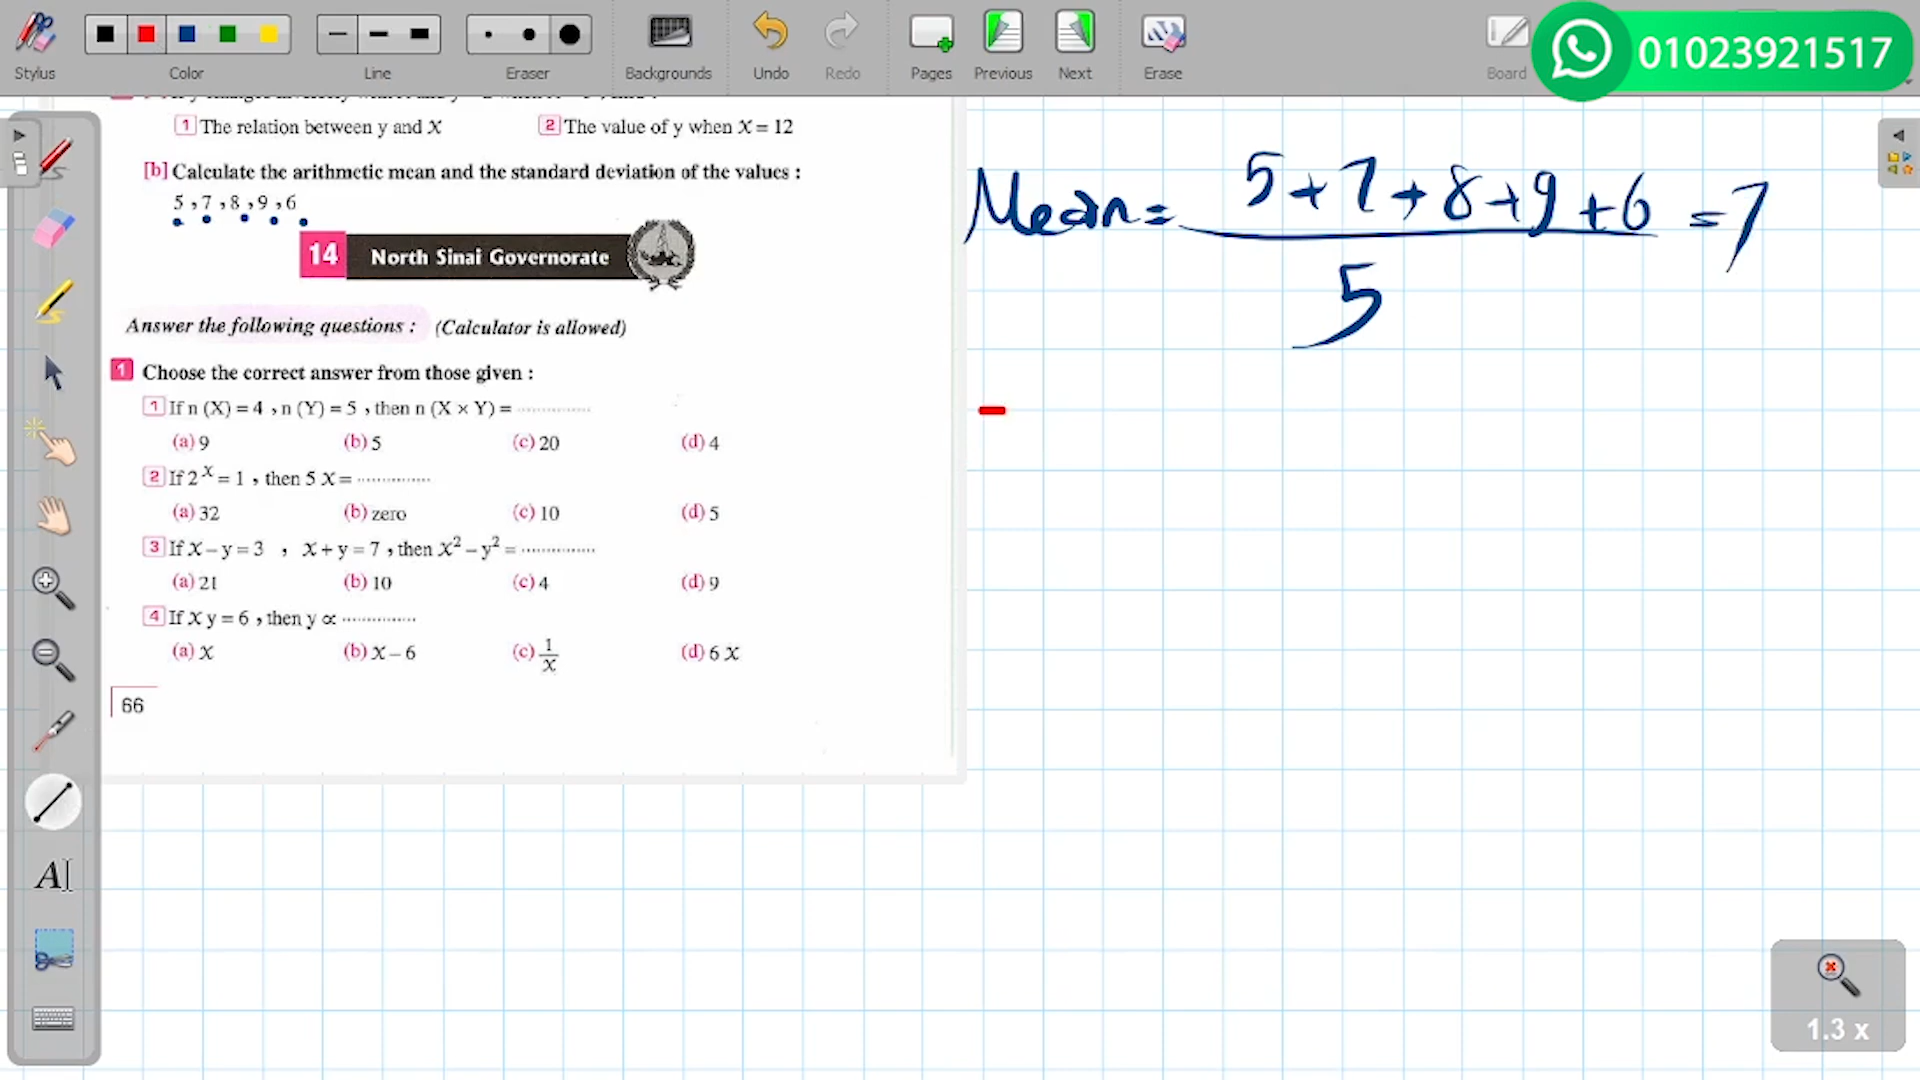 Stylus
Color
Line
Eraser
Backgrounds
Undo
Redo
Pages
Previous
Next
Erase
Board
01023921517
1 The relation between y and X
2 The value of y when X = 12
[b] Calculate the arithmetic mean and the standard deviation of the values :
5 , 7 , 8 , 9 , 6
14 North Sinai Governorate
Answer the following questions : (Calculator is allowed)
1 Choose the correct answer from those given :
1 If n (X) = 4 , n (Y) = 5 , then n (X × Y) = ..............
(a) 9 (b) 5 (c) 20 (d) 4
2 If 2^X = 1 , then 5 X = ..............
(a) 32 (b) zero (c) 10 (d) 5
3 If X – y = 3 , X + y = 7 , then X² – y² = ..............
(a) 21 (b) 10 (c) 4 (d) 9
4 If X y = 6 , then y ∝ ..............
(a) X (b) X – 6 (c) 1/X (d) 6 X
66
Mean = 5+7+8+9+6 = 7
5
A
1.3 x